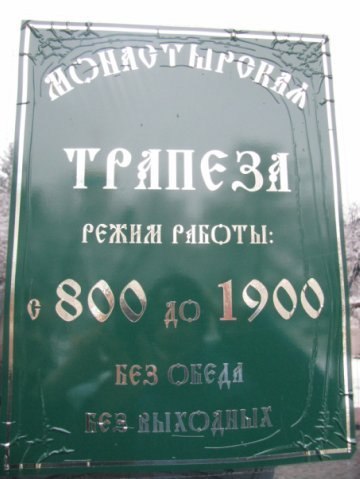 МОНАСТЫРСКАЯ
ТРАПЕЗА
РЕЖИМ РАБОТЫ:
С 800 ДО 1900
БЕЗ ОБЕДА
БЕЗ ВЫХОДНЫХ